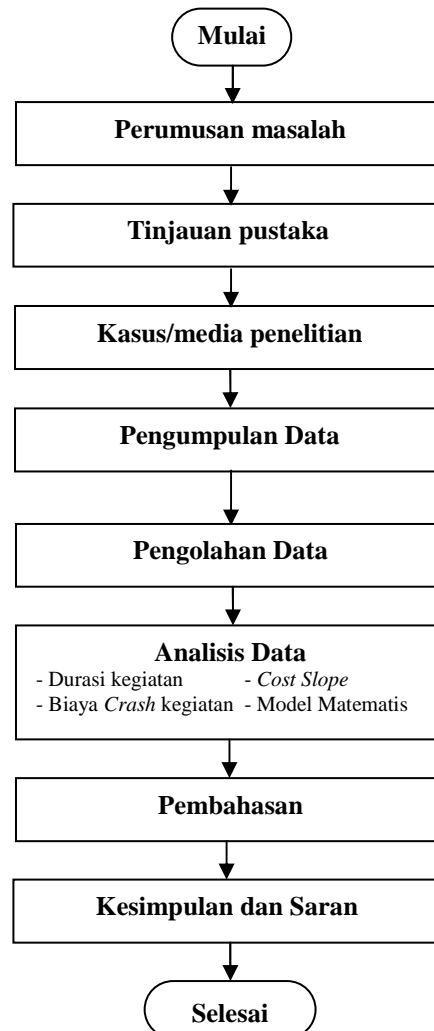 Mulai
Perumusan masalah
Tinjauan pustaka
Kasus/media penelitian
Pengumpulan Data
Pengolahan Data
Analisis Data
- Durasi kegiatan - Cost Slope
- Biaya Crash kegiatan - Model Matematis
Pembahasan
Kesimpulan dan Saran
Selesai